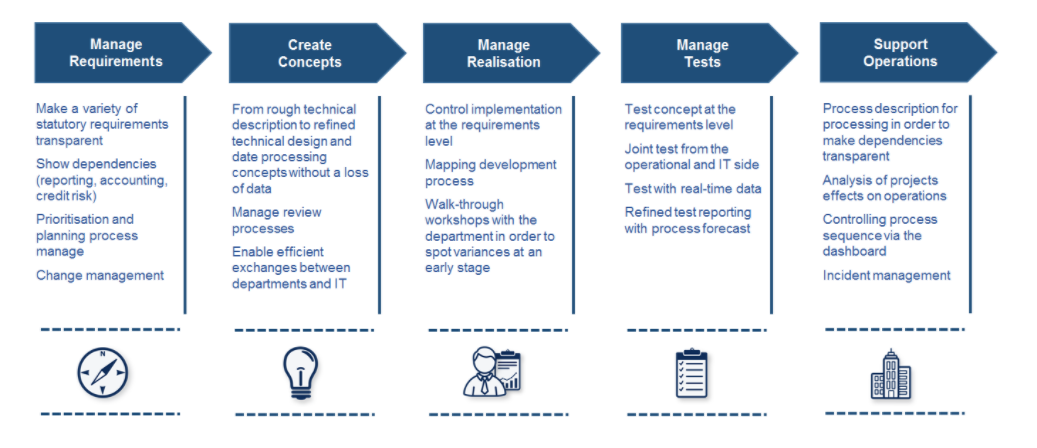 Manage
Requirements
Make a variety of
statutory requirements
transparent
Show dependencies
(reporting, accounting,
credit risk)
Prioritisation and
planning process
manage
Change management
N
Create
Concepts
From rough technical
description to refined
technical design and
date processing
concepts without a loss
of data
Manage review
processes
Enable efficient
exchanges between
departments and IT
Manage
Realisation
Control implementation
at the requirements
level
Mapping development
process
Walk-through
workshops with the
department in order to
spot variances at an
early stage
Manage
Tests
Test concept at the
requirements level
Joint test from the
operational and IT side
Test with real-time data
Refined test reporting
with process forecast
Support
Operations
Process description for
processing in order to
make dependencies
transparent
Analysis of projects
effects on operations
Controlling process
sequence via the
dashboard
Incident management